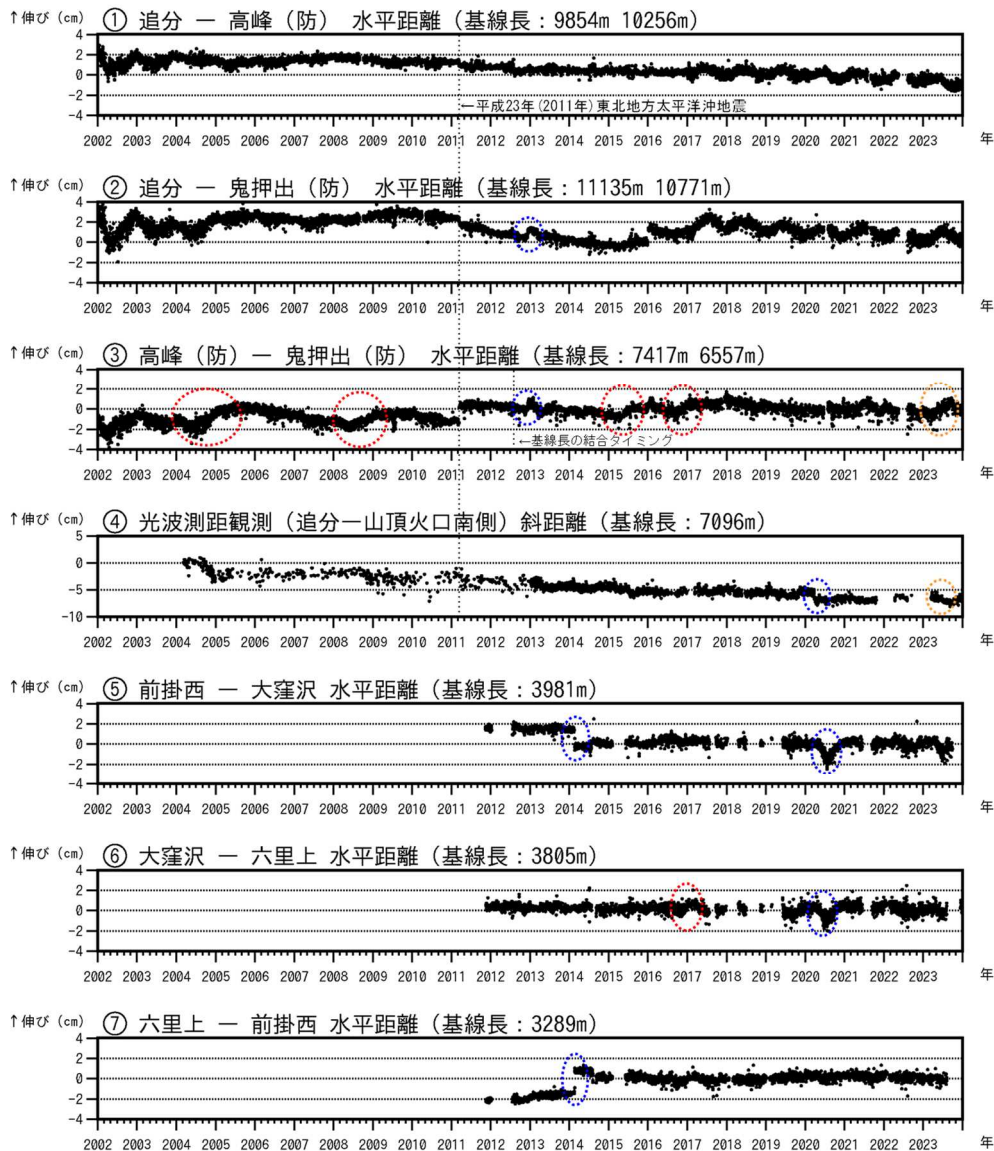 ↑伸び（cm） ① 追分 ― 高峰（防） 水平距離（基線長：9854m 10256m）
4
2
0
-2
-4
←平成23年(2011年)東北地方太平洋沖地震
2002 2003 2004 2005 2006 2007 2008 2009 2010 2011 2012 2013 2014 2015 2016 2017 2018 2019 2020 2021 2022 2023 年
↑伸び（cm） ② 追分 ― 鬼押出（防） 水平距離（基線長：11135m 10771m）
4
2
0
-2
-4
2002 2003 2004 2005 2006 2007 2008 2009 2010 2011 2012 2013 2014 2015 2016 2017 2018 2019 2020 2021 2022 2023 年
↑伸び（cm） ③ 高峰（防）― 鬼押出（防） 水平距離（基線長：7417m 6557m）
4
2
0
-2
-4
←基線長の結合タイミング
2002 2003 2004 2005 2006 2007 2008 2009 2010 2011 2012 2013 2014 2015 2016 2017 2018 2019 2020 2021 2022 2023 年
↑伸び（cm） ④ 光波測距観測（追分―山頂火口南側）斜距離（基線長：7096m）
5
0
-5
-10
2002 2003 2004 2005 2006 2007 2008 2009 2010 2011 2012 2013 2014 2015 2016 2017 2018 2019 2020 2021 2022 2023 年
↑伸び（cm） ⑤ 前掛西 ― 大窪沢 水平距離（基線長：3981m）
4
2
0
-2
-4
2002 2003 2004 2005 2006 2007 2008 2009 2010 2011 2012 2013 2014 2015 2016 2017 2018 2019 2020 2021 2022 2023 年
↑伸び（cm） ⑥ 大窪沢 ― 六里上 水平距離（基線長：3805m）
4
2
0
-2
-4
2002 2003 2004 2005 2006 2007 2008 2009 2010 2011 2012 2013 2014 2015 2016 2017 2018 2019 2020 2021 2022 2023 年
↑伸び（cm） ⑦ 六里上 ― 前掛西 水平距離（基線長：3289m）
4
2
0
-2
-4
2002 2003 2004 2005 2006 2007 2008 2009 2010 2011 2012 2013 2014 2015 2016 2017 2018 2019 2020 2021 2022 2023 年